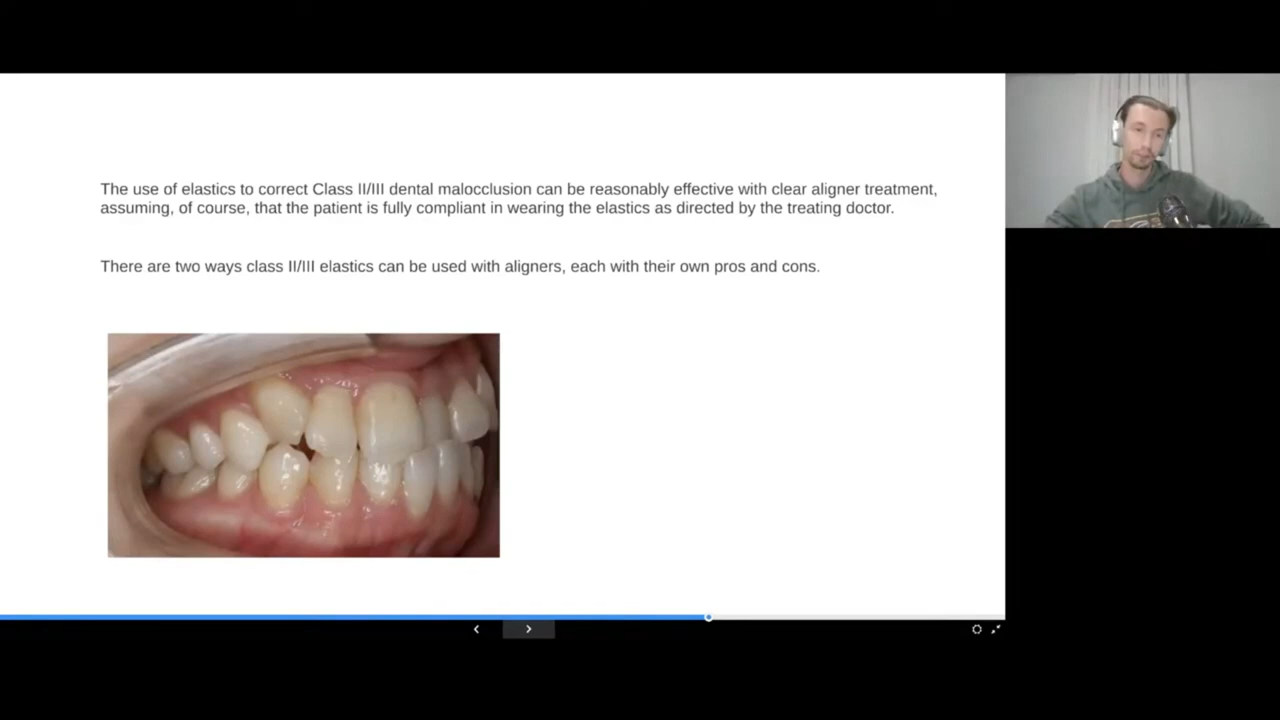 The use of elastics to correct Class II/III dental malocclusion can be reasonably effective with clear aligner treatment,
assuming, of course, that the patient is fully compliant in wearing the elastics as directed by the treating doctor.
There are two ways class II/III elastics can be used with aligners, each with their own pros and cons.